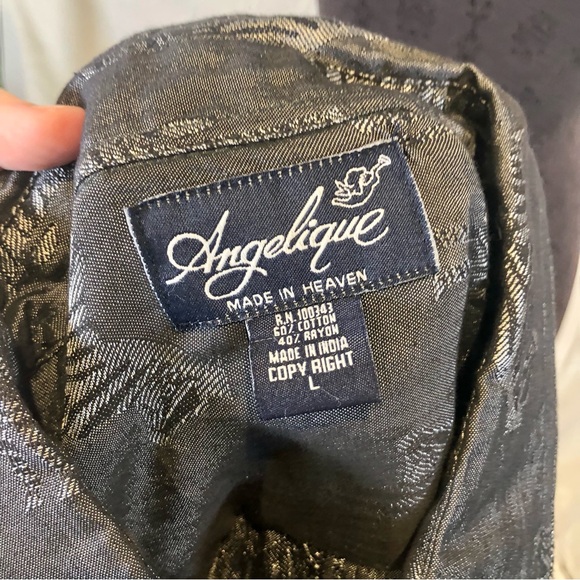 Angelique
MADE IN HEAVEN
R.N. 100343
60% COTTON
40% RAYON
MADE IN INDIA
COPY RIGHT
L